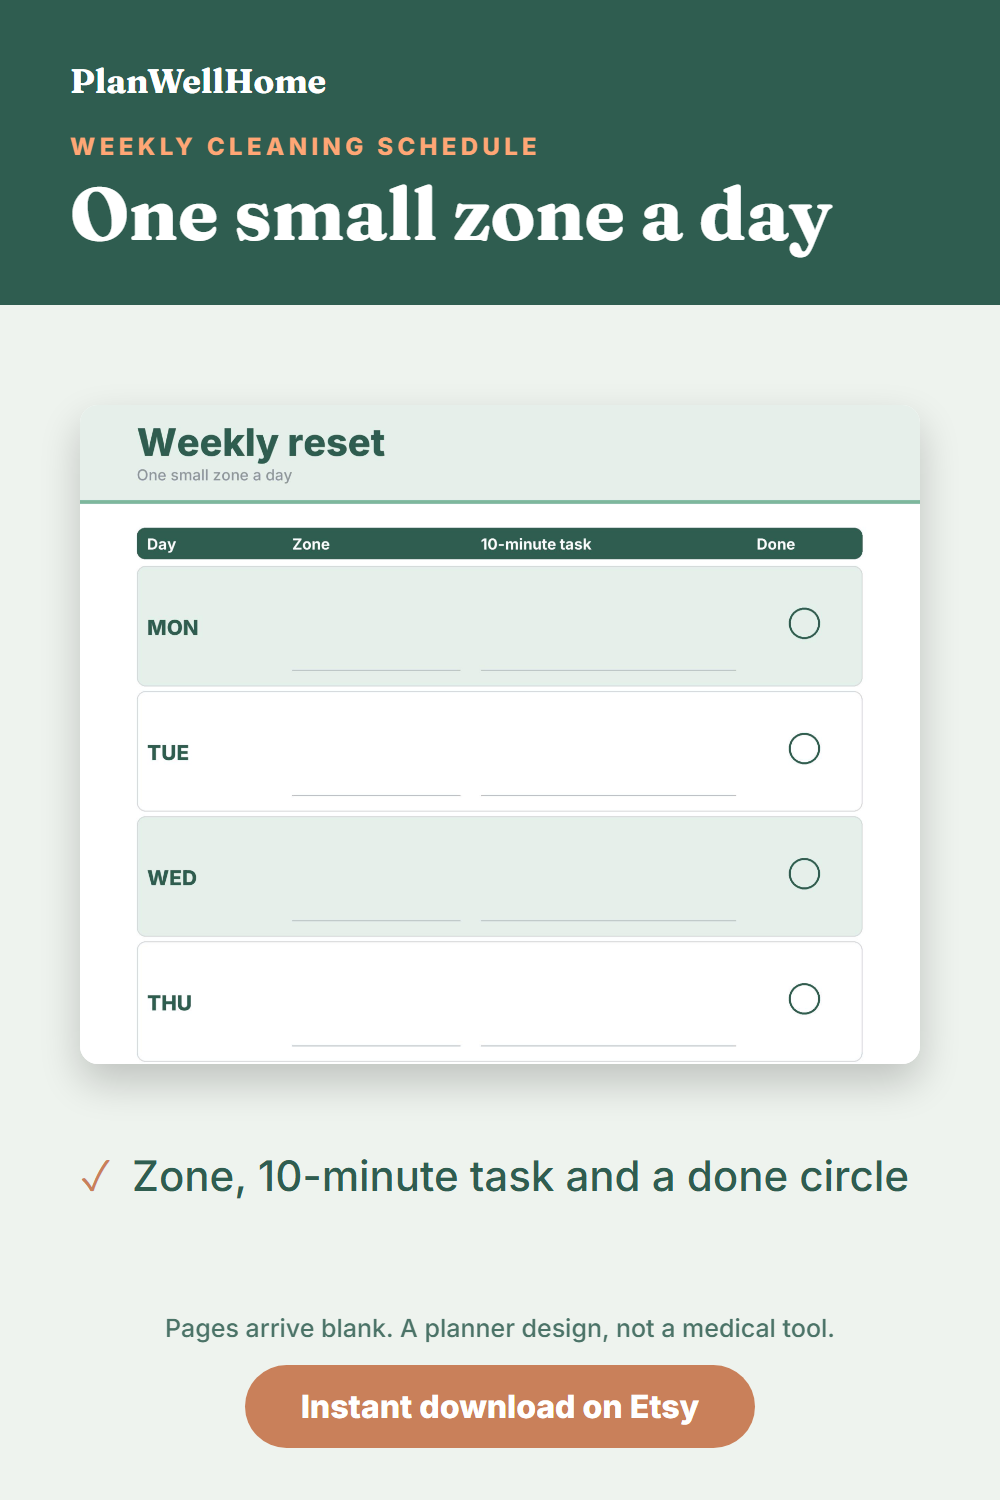 PlanWellHome
WEEKLY CLEANING SCHEDULE
One small zone a day
Weekly reset
One small zone a day
Day Zone 10-minute task Done
MON
TUE
WED
THU
✓ Zone, 10-minute task and a done circle
Pages arrive blank. A planner design, not a medical tool.
Instant download on Etsy